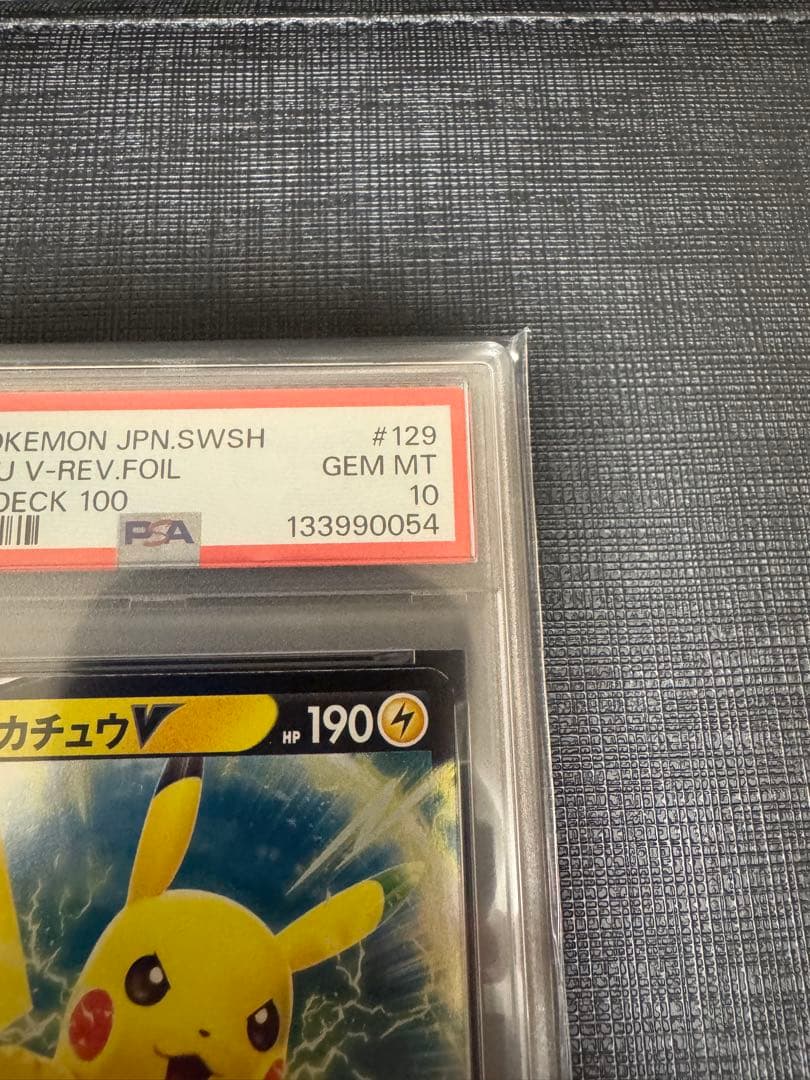 OKEMON JPN.SWSH #129
U V-REV.FOIL GEM MT
DECK 100 10
PSA 133990054
カチュウV HP 190